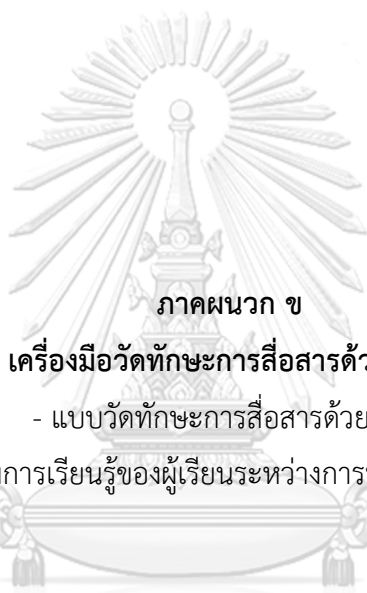 ภาคผนวก ข
เครื่องมือวัดทักษะการสื่อสารด้ว
- แบบวัดทักษะการสื่อสารด้วย
การเรียนรู้ของผู้เรียนระหว่างการ